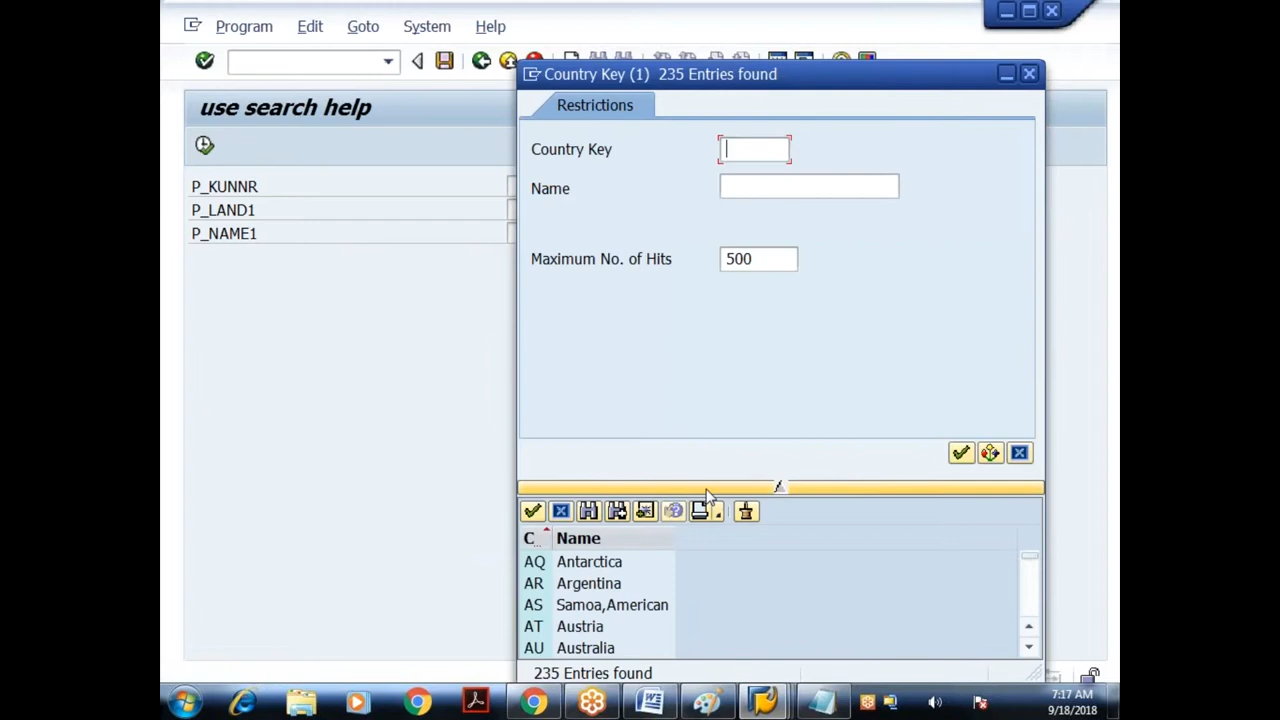 Program Edit Goto System Help
Country Key (1) 235 Entries found
use search help
Restrictions
Country Key
Name
P_KUNNR
P_LAND1
P_NAME1
Maximum No. of Hits 500
C.. Name
AQ Antarctica
AR Argentina
AS Samoa,American
AT Austria
AU Australia
235 Entries found
7:17 AM
9/18/2018